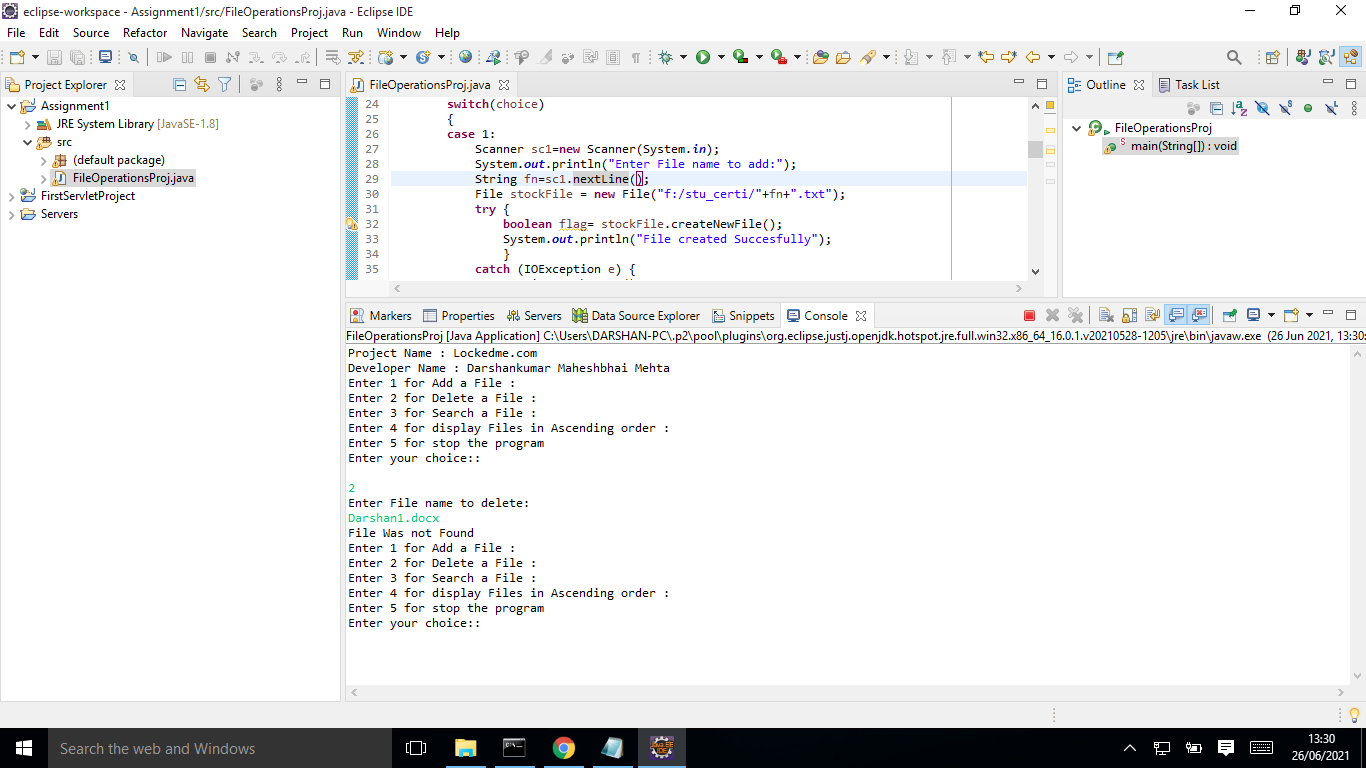 eclipse-workspace - Assignment1/src/FileOperationsProj.java - Eclipse IDE
File Edit Source Refactor Navigate Search Project Run Window Help
Project Explorer
Assignment1
JRE System Library [JavaSE-1.8]
src
(default package)
FileOperationsProj.java
FirstServletProject
Servers
FileOperationsProj.java
24 switch(choice)
25 {
26 case 1:
27 Scanner sc1=new Scanner(System.in);
28 System.out.println("Enter File name to add:");
29 String fn=sc1.nextLine();
30 File stockFile = new File("f:/stu_certi/"+fn+".txt");
31 try {
32 boolean flag= stockFile.createNewFile();
33 System.out.println("File created Succesfully");
34 }
35 catch (IOException e) {
Outline Task List
FileOperationsProj
main(String[]) : void
Markers Properties Servers Data Source Explorer Snippets Console
FileOperationsProj [Java Application] C:\Users\DARSHAN-PC\.p2\pool\plugins\org.eclipse.justj.openjdk.hotspot.jre.full.win32.x86_64_16.0.1.v20210528-1205\jre\bin\javaw.exe (26 Jun 2021, 13:30:
Project Name : Lockedme.com
Developer Name : Darshankumar Maheshbhai Mehta
Enter 1 for Add a File :
Enter 2 for Delete a File :
Enter 3 for Search a File :
Enter 4 for display Files in Ascending order :
Enter 5 for stop the program
Enter your choice::
2
Enter File name to delete:
Darshan1.docx
File Was not Found
Enter 1 for Add a File :
Enter 2 for Delete a File :
Enter 3 for Search a File :
Enter 4 for display Files in Ascending order :
Enter 5 for stop the program
Enter your choice::
Search the web and Windows
13:30
26/06/2021